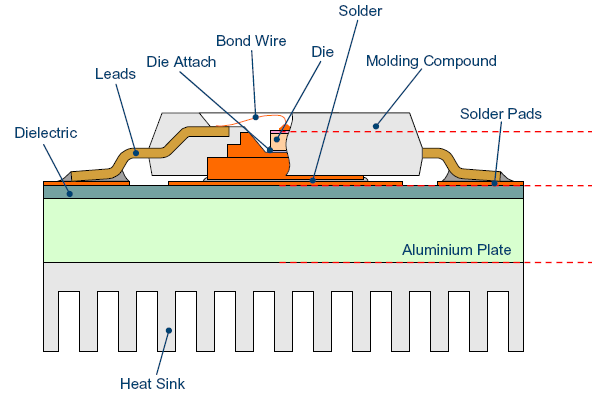 Solder
Bond Wire
Die
Die Attach
Molding Compound
Leads
Solder Pads
Dielectric
Aluminium Plate
Heat Sink